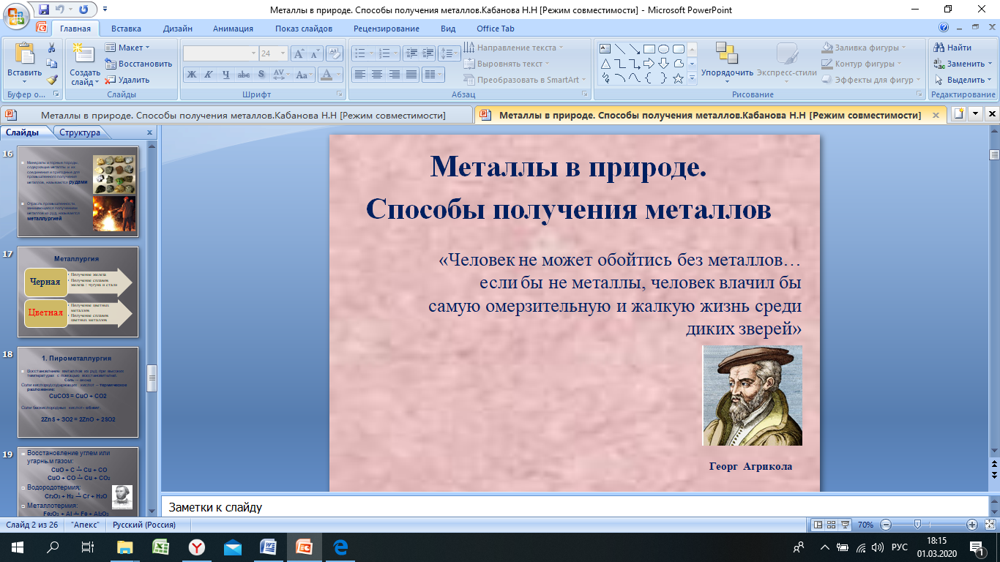 Металлы в природе. Способы получения металлов.Кабанова Н.Н [Режим совместимости] - Microsoft PowerPoint
Главная Вставка Дизайн Анимация Показ слайдов Рецензирование Вид Office Tab
Вставить
Создать слайд
Макет
Восстановить
Удалить
24
Ж К Ч abc S AV Aa A
Направление текста
Выровнять текст
Преобразовать в SmartArt
Упорядочить
Экспресс-стили
Заливка фигуры
Контур фигуры
Эффекты для фигур
Найти
Заменить
Выделить
Буфер о... Слайды Шрифт Абзац Рисование Редактирование
Металлы в природе. Способы получения металлов.Кабанова Н.Н [Режим совместимости]
Металлы в природе. Способы получения металлов.Кабанова Н.Н [Режим совместимости]
Слайды Структура
16
Минералы и горные породы,
содержащие металлы и их
соединения и пригодные для
промышленного получения
металлов, называются рудами
Отрасль промышленности,
занимающаяся получением
металлов из руд, называется
металлургией
17
Металлургия
Черная
Получение железа
Получение сплавов
железа : чугуна и стали
Цветная
Получение цветных
металлов
Получение сплавов
цветных металлов
18
1. Пирометаллургия
Восстановление металлов из руд при высоких
температурах с помощью восстановителей.
Соль → оксид
Соли кислородсодержащих кислот – термическое
разложение:
CuCO3 = CuO + CO2
Соли бескислородных кислот - обжиг:
2ZnS + 3O2 = 2ZnO + 2SO2
19
Восстановление углем или
угарным газом:
CuO + C → Cu + CO
CuO + CO → Cu + CO₂
Водородотермия:
Cr₂O₃ + H₂ → Cr + H₂O
Металлотермия:
Fe₂O₃ + Al → Fe + Al₂O₃
Металлы в природе.
Способы получения металлов
«Человек не может обойтись без металлов…
если бы не металлы, человек влачил бы
самую омерзительную и жалкую жизнь среди
диких зверей»
Георг Агрикола
Заметки к слайду
Слайд 2 из 26 "Апекс" Русский (Россия) 70%
РУС
18:15
01.03.2020
1